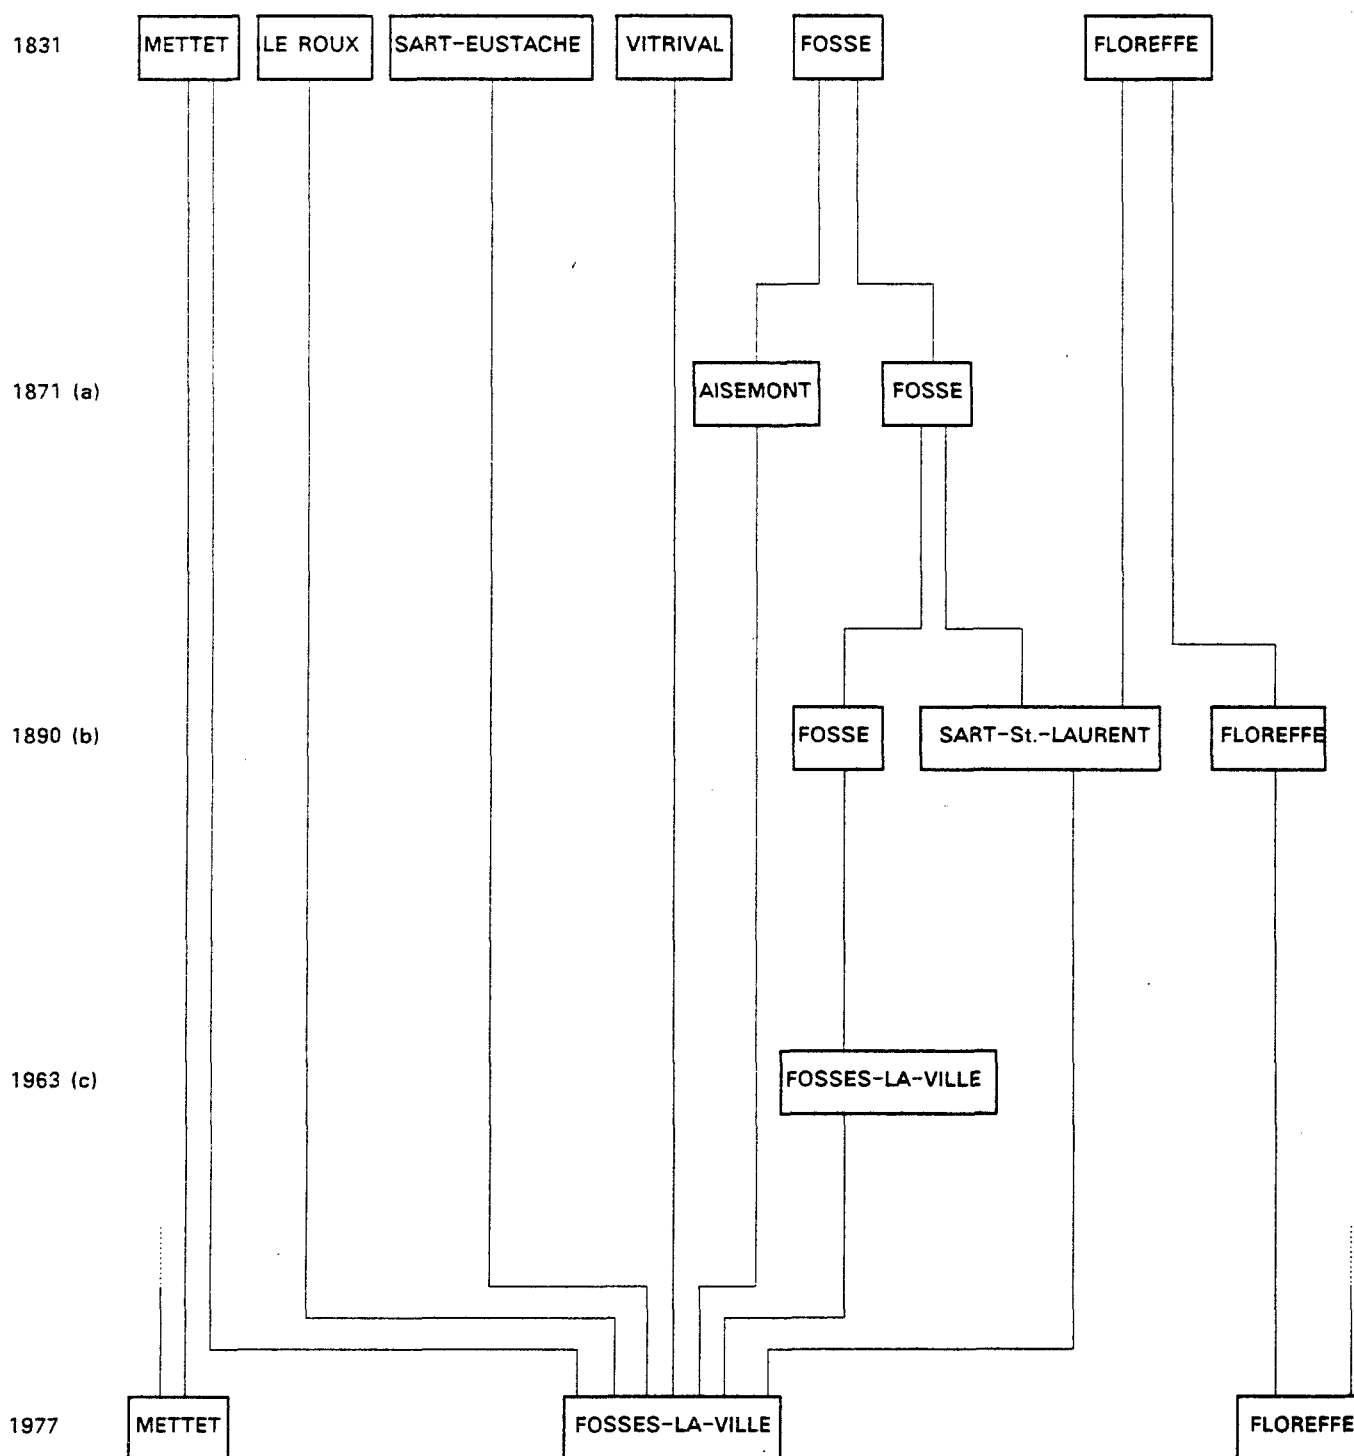 1831 METTET LE ROUX SART-EUSTACHE VITRIVAL FOSSE FLOREFFE
1871 (a) AISEMONT FOSSE
1890 (b) FOSSE SART-St.-LAURENT FLOREFFE
1963 (c) FOSSES-LA-VILLE
1977 METTET FOSSES-LA-VILLE FLOREFFE